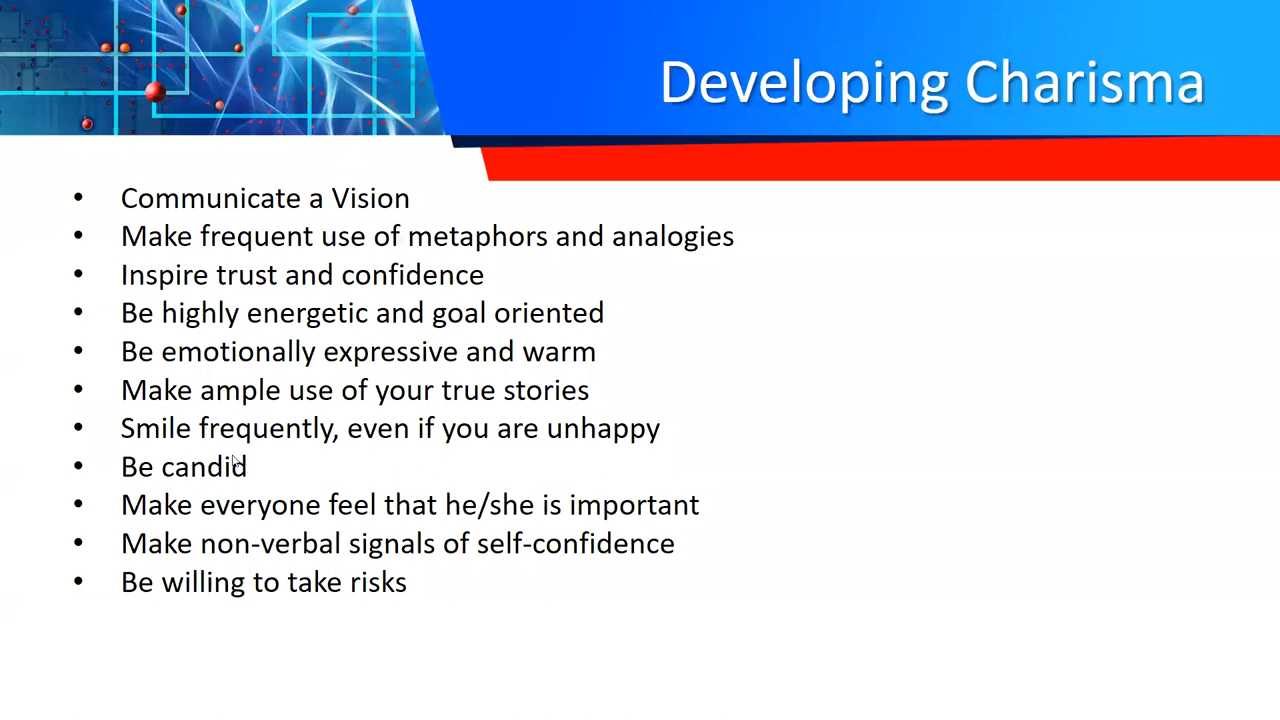 Developing Charisma
• Communicate a Vision
• Make frequent use of metaphors and analogies
• Inspire trust and confidence
• Be highly energetic and goal oriented
• Be emotionally expressive and warm
• Make ample use of your true stories
• Smile frequently, even if you are unhappy
• Be candid
• Make everyone feel that he/she is important
• Make non-verbal signals of self-confidence
• Be willing to take risks